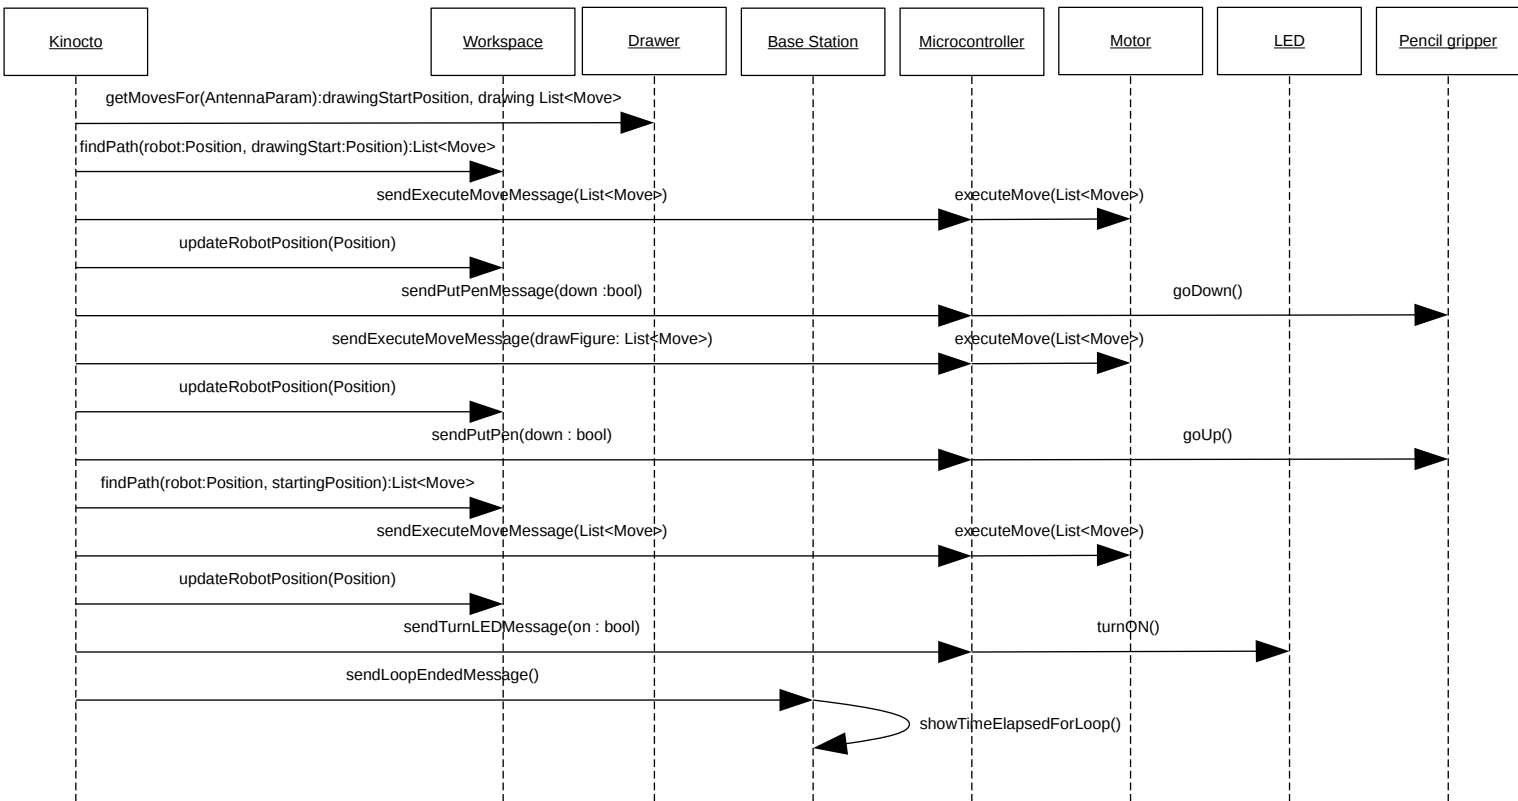 Kinocto
Workspace
Drawer
Base Station
Microcontroller
Motor
LED
Pencil gripper
getMovesFor(AntennaParam):drawingStartPosition, drawing List<Move>
findPath(robot:Position, drawingStart:Position):List<Move>
sendExecuteMoveMessage(List<Move>)
executeMove(List<Move>)
updateRobotPosition(Position)
sendPutPenMessage(down :bool)
goDown()
sendExecuteMoveMessage(drawFigure: List<Move>)
executeMove(List<Move>)
updateRobotPosition(Position)
sendPutPen(down : bool)
goUp()
findPath(robot:Position, startingPosition):List<Move>
sendExecuteMoveMessage(List<Move>)
executeMove(List<Move>)
updateRobotPosition(Position)
sendTurnLEDMessage(on : bool)
turnON()
sendLoopEndedMessage()
showTimeElapsedForLoop()